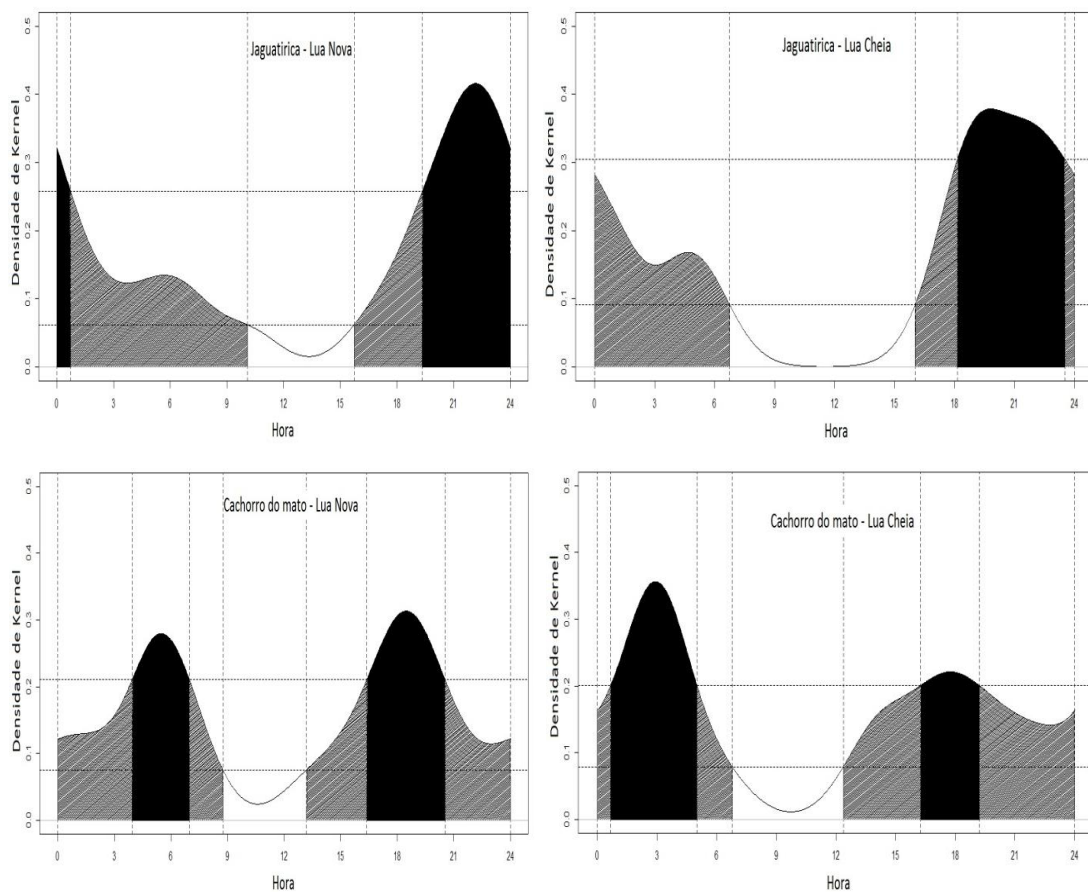 Jaguatirica - Lua Nova
Densidade de Kernel
0.5
0.4
0.3
0.2
0.1
0.0
0 3 6 9 12 15 18 21 24
Hora
Jaguatirica - Lua Cheia
Densidade de Kernel
0.5
0.4
0.3
0.2
0.1
0.0
0 3 6 9 12 15 18 21 24
Hora
Cachorro do mato - Lua Nova
Densidade de Kernel
0.5
0.4
0.3
0.2
0.1
0.0
0 3 6 9 12 15 18 21 24
Hora
Cachorro do mato - Lua Cheia
Densidade de Kernel
0.5
0.4
0.3
0.2
0.1
0.0
0 3 6 9 12 15 18 21 24
Hora